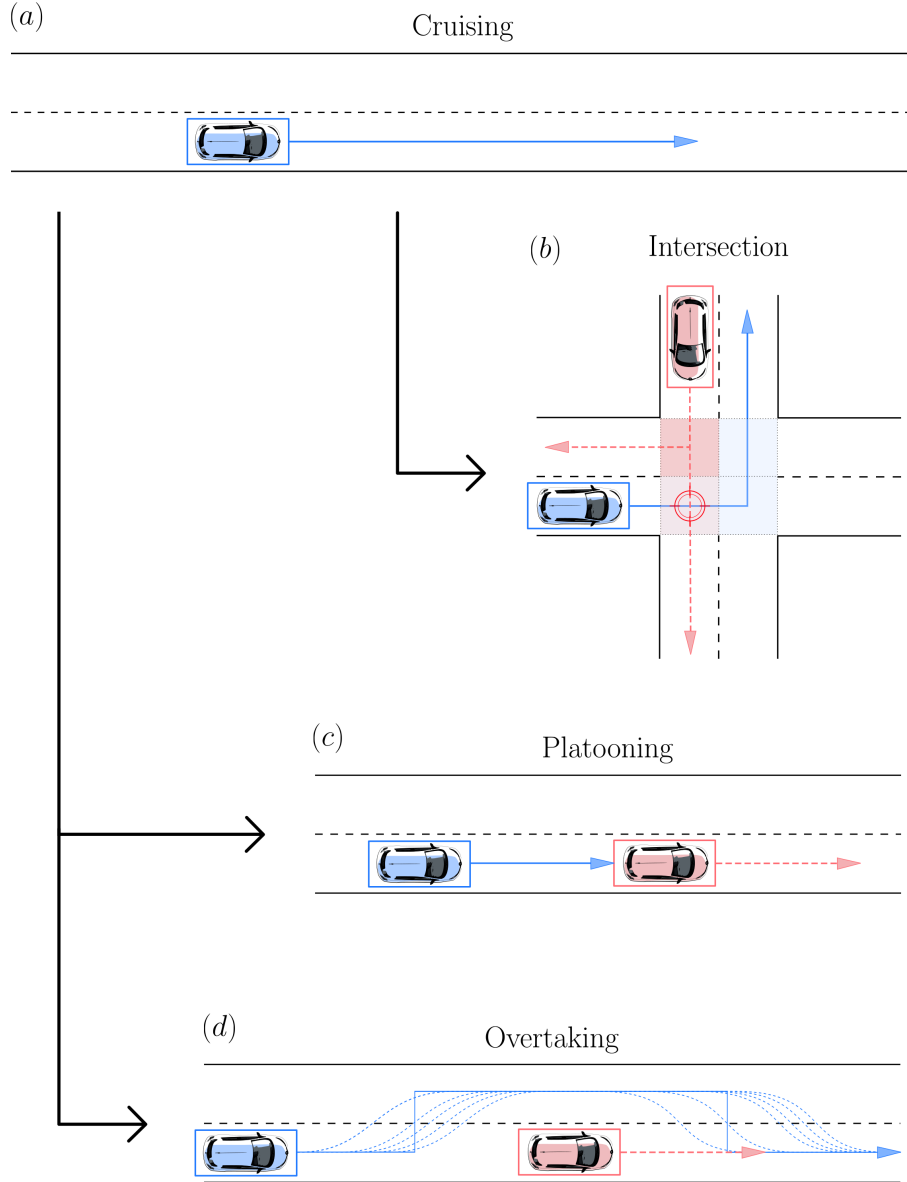 (a)
Cruising
(b)
Intersection
(c)
Platooning
(d)
Overtaking